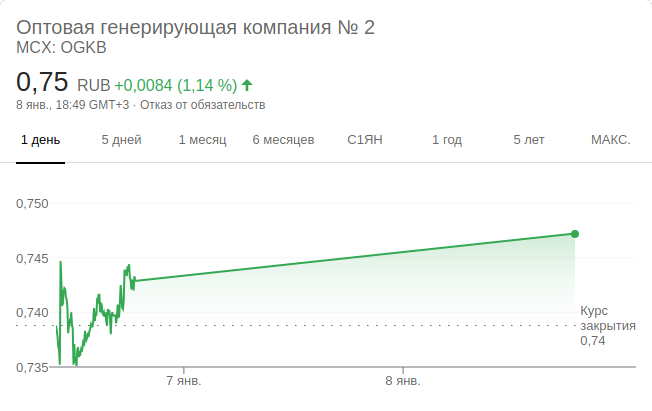 Оптовая генерирующая компания № 2
MCX: OGKB
0,75 RUB +0,0084 (1,14 %)
8 янв., 18:49 GMT+3 · Отказ от обязательств
1 день 5 дней 1 месяц 6 месяцев С1ЯН 1 год 5 лет МАКС.
0,750
0,745
0,740
0,735
Курс
закрытия
0,74
7 янв. 8 янв.